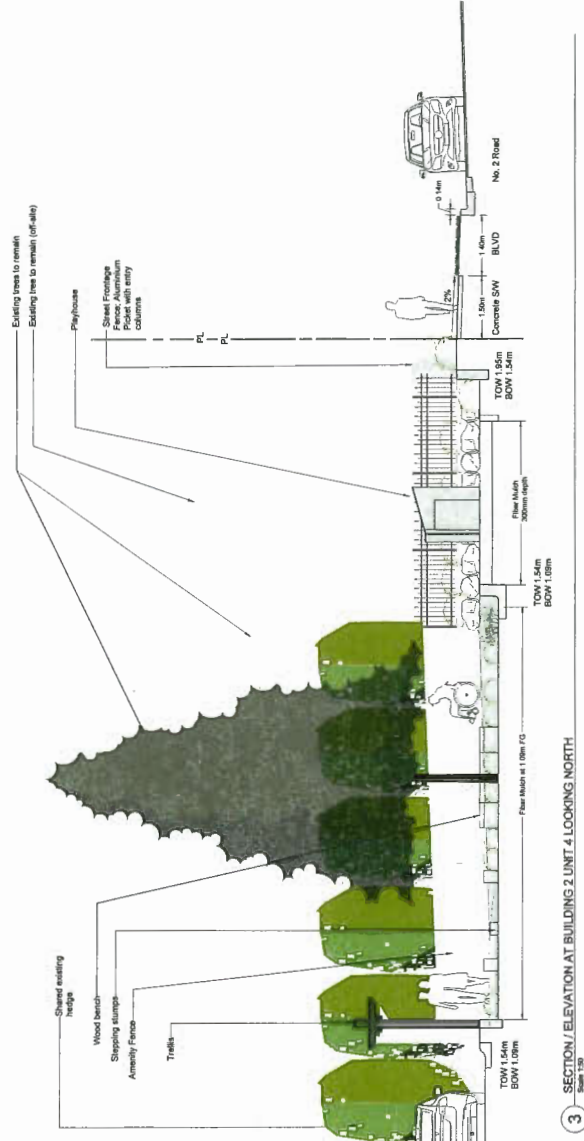 Shared existing
hedge
Wood bench
Stepping stumps
Amenity Fence
Trellis
Existing trees to remain
Existing tree to remain (off-site)
Playhouse
Street Frontage
Fence; Aluminium
Picket with entry
columns
PL
PL
2%
0.14m
1.50m
1.40m
Concrete S/W
BLVD
No. 2 Road
TOW 1.95m
BOW 1.54m
Fiber Mulch
300mm depth
TOW 1.54m
BOW 1.09m
Fiber Mulch at 1.09m FG
TOW 1.54m
BOW 1.09m
3
SECTION / ELEVATION AT BUILDING 2 UNIT 4 LOOKING NORTH
Scale 1:50